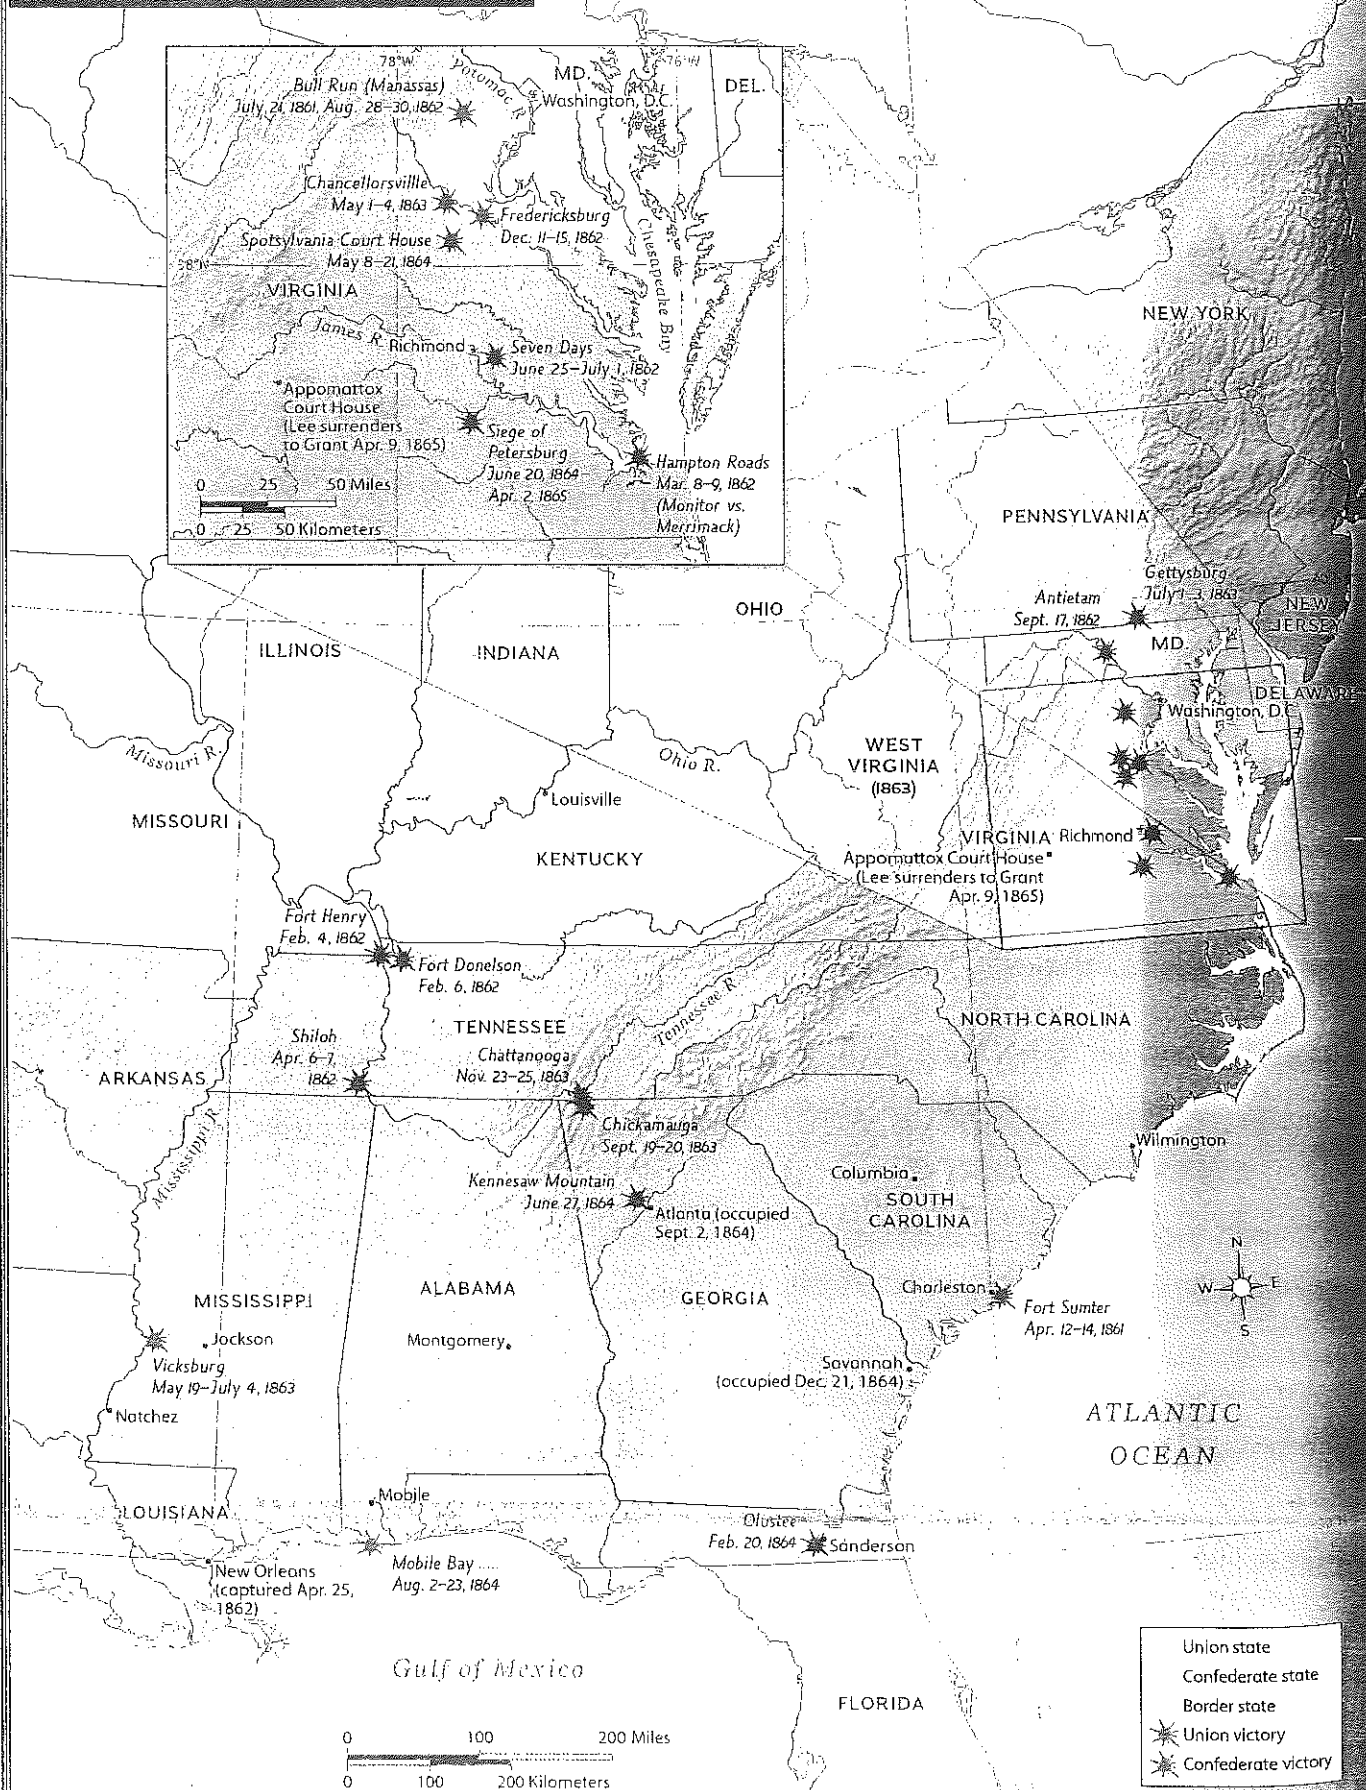 78°W
76°W
Potomac R.
MD.
DEL.
Bull Run (Manassas)
July 21, 1861, Aug. 28–30, 1862
Washington, D.C.
Chancellorsvillle
May 1–4, 1863
Fredericksburg
Dec. 11–15, 1862
Spotsylvania Court House
May 8–21, 1864
38°N
Chesapeake Bay
VIRGINIA
James R.
Richmond
Seven Days
June 25–July 1, 1862
Appomattox
Court House
(Lee surrenders
to Grant Apr. 9, 1865)
Siege of
Petersburg
June 20, 1864
Apr. 2, 1865
Hampton Roads
Mar. 8–9, 1862
(Monitor vs.
Merrimack)
0 25 50 Miles
0 25 50 Kilometers
NEW YORK
PENNSYLVANIA
Gettysburg
July 1–3, 1863
Antietam
Sept. 17, 1862
NEW
JERSEY
OHIO
MD.
ILLINOIS
INDIANA
DELAWARE
Washington, D.C.
Missouri R.
Ohio R.
WEST
VIRGINIA
(1863)
Louisville
MISSOURI
VIRGINIA
Richmond
KENTUCKY
Appomattox Court House
(Lee surrenders to Grant
Apr. 9, 1865)
Fort Henry
Feb. 4, 1862
Fort Donelson
Feb. 6, 1862
Tennessee R.
TENNESSEE
NORTH CAROLINA
Shiloh
Apr. 6–7,
1862
Chattanooga
Nov. 23–25, 1863
ARKANSAS
Mississippi R.
Chickamauga
Sept. 19–20, 1863
Wilmington
Kennesaw Mountain
June 27, 1864
Columbia
SOUTH
CAROLINA
Atlanta (occupied
Sept. 2, 1864)
N
W
E
S
MISSISSIPPI
ALABAMA
GEORGIA
Charleston
Fort Sumter
Apr. 12–14, 1861
Jackson
Montgomery
Vicksburg
May 19–July 4, 1863
Savannah
(occupied Dec. 21, 1864)
Natchez
ATLANTIC
OCEAN
Mobile
LOUISIANA
Olustee
Feb. 20, 1864
Sanderson
New Orleans
(captured Apr. 25,
1862)
Mobile Bay
Aug. 2–23, 1864
Gulf of Mexico
FLORIDA
0 100 200 Miles
0 100 200 Kilometers
Union state
Confederate state
Border state
Union victory
Confederate victory